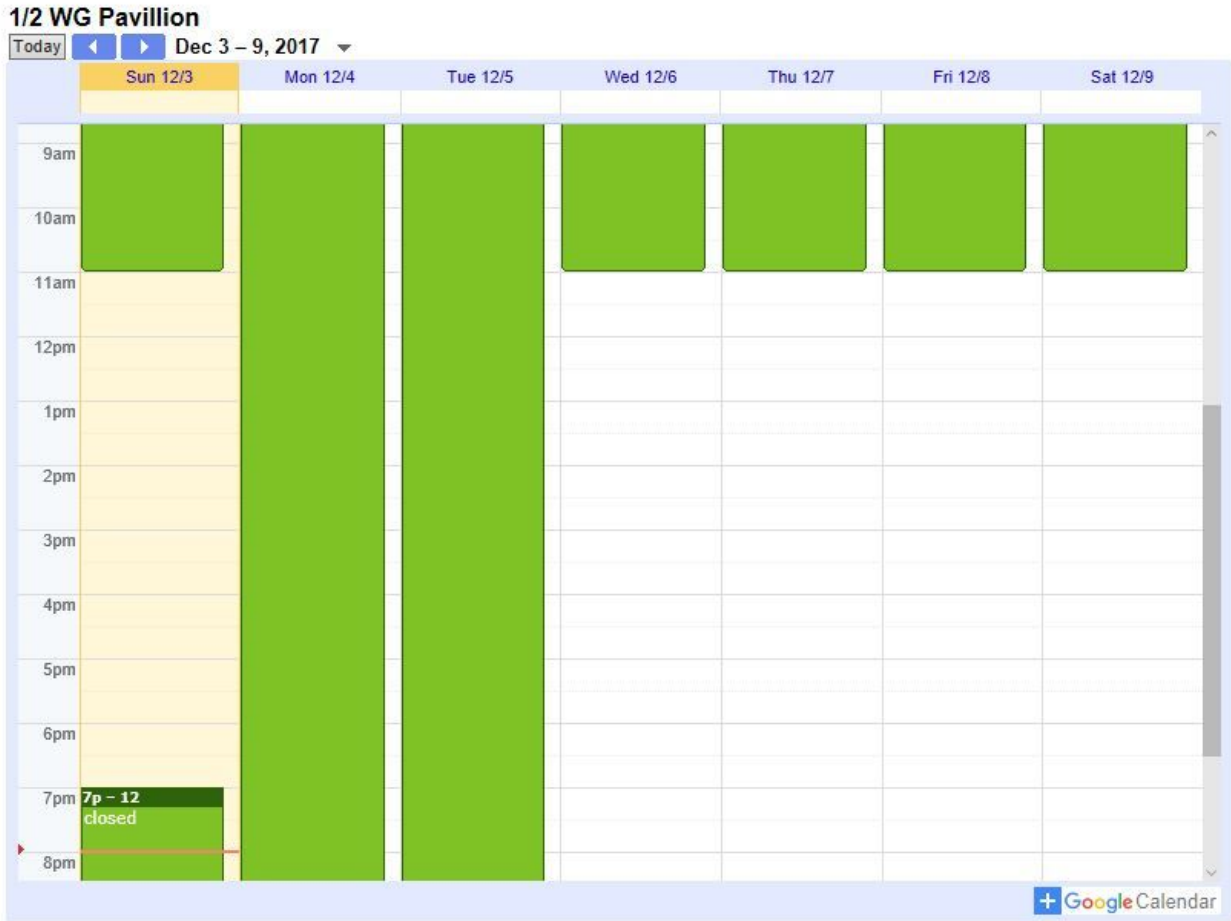 1/2 WG Pavillion
Today Dec 3 – 9, 2017
Sun 12/3 Mon 12/4 Tue 12/5 Wed 12/6 Thu 12/7 Fri 12/8 Sat 12/9
9am
10am
11am
12pm
1pm
2pm
3pm
4pm
5pm
6pm
7pm 7p – 12
closed
8pm
+ Google Calendar